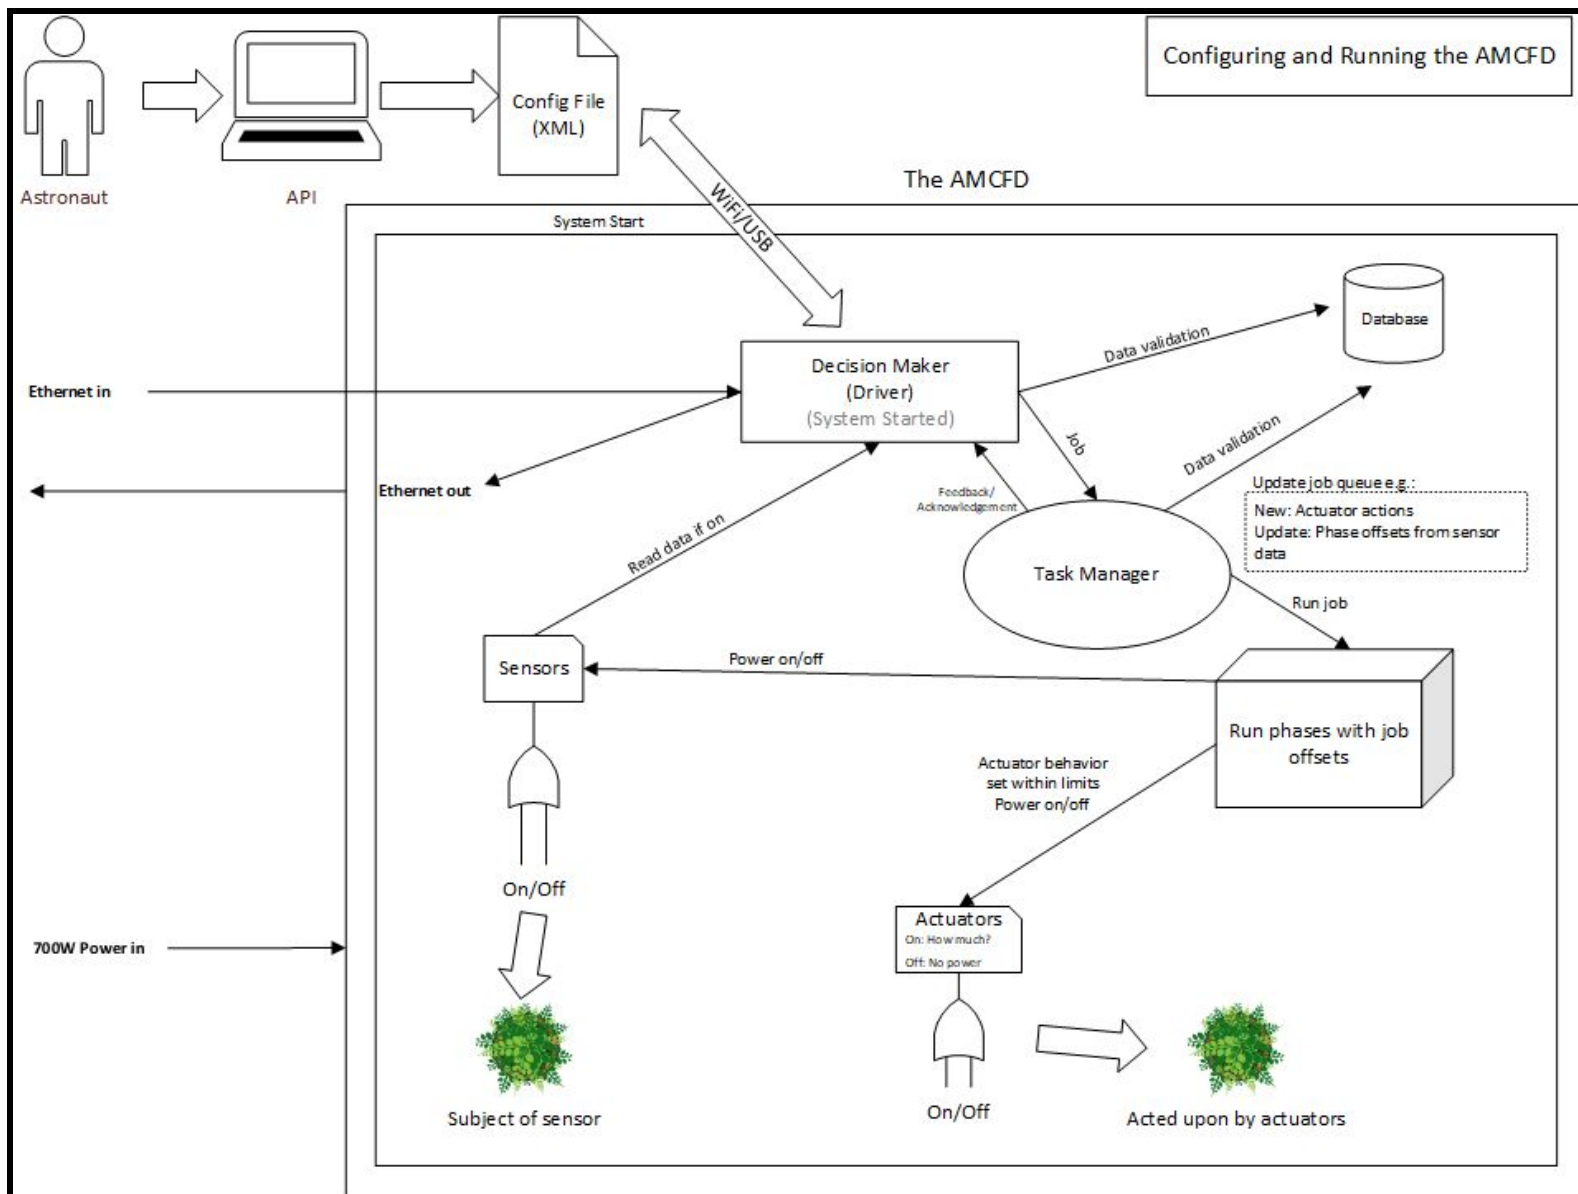 Configuring and Running the AMCFD
Config File
(XML)
Astronaut
API
WiFi/USB
The AMCFD
System Start
Database
Data validation
Decision Maker
(Driver)
(System Started)
Ethernet in
Ethernet out
Job
Data validation
Feedback/
Acknowledgement
Update job queue e.g.:
New: Actuator actions
Update: Phase offsets from sensor
data
Read data if on
Task Manager
Run job
Sensors
Power on/off
Run phases with job
offsets
Actuator behavior
set within limits
Power on/off
On/Off
Actuators
On: How much?
Off: No power
700W Power in
Subject of sensor
On/Off
Acted upon by actuators